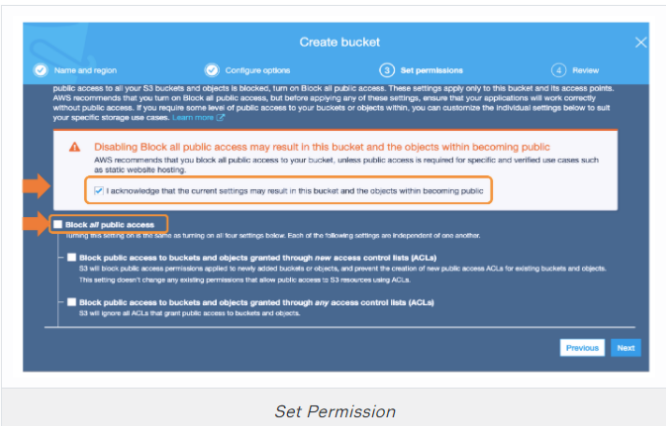 Create bucket
Name and region
Configure options
3 Set permissions
4 Review
public access to all your S3 buckets and objects is blocked, turn on Block all public access. These settings apply only to this bucket and its access points.
AWS recommends that you turn on Block all public access, but before applying any of these settings, ensure that your applications will work correctly
without public access. If you require some level of public access to your buckets or objects within, you can customize the individual settings below to suit
your specific storage use cases. Learn more
Disabling Block all public access may result in this bucket and the objects within becoming public
AWS recommends that you block all public access to your bucket, unless public access is required for specific and verified use cases such
as static website hosting.
I acknowledge that the current settings may result in this bucket and the objects within becoming public
Block all public access
Turning this setting on is the same as turning on all four settings below. Each of the following settings are independent of one another.
Block public access to buckets and objects granted through new access control lists (ACLs)
S3 will block public access permissions applied to newly added buckets or objects, and prevent the creation of new public access ACLs for existing buckets and objects.
This setting doesn't change any existing permissions that allow public access to S3 resources using ACLs.
Block public access to buckets and objects granted through any access control lists (ACLs)
S3 will ignore all ACLs that grant public access to buckets and objects.
Previous
Next
Set Permission